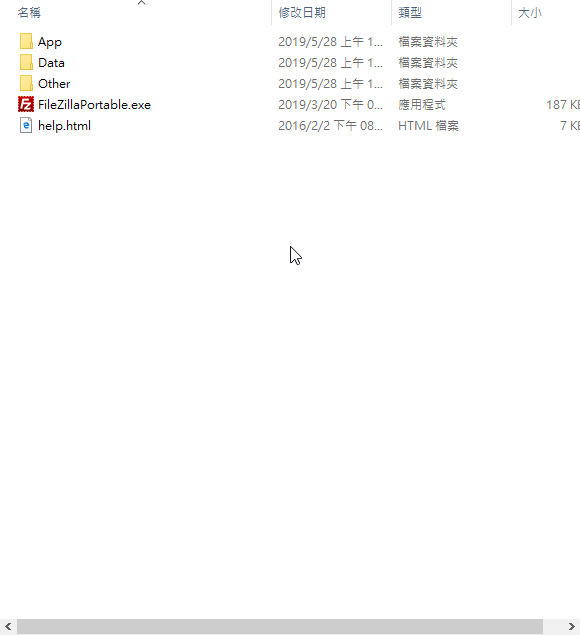 名稱 修改日期 類型 大小
App 2019/5/28 上午 1... 檔案資料夾
Data 2019/5/28 上午 1... 檔案資料夾
Other 2019/5/28 上午 1... 檔案資料夾
FileZillaPortable.exe 2019/3/20 下午 0... 應用程式 187 KB
help.html 2016/2/2 下午 08... HTML 檔案 7 KB